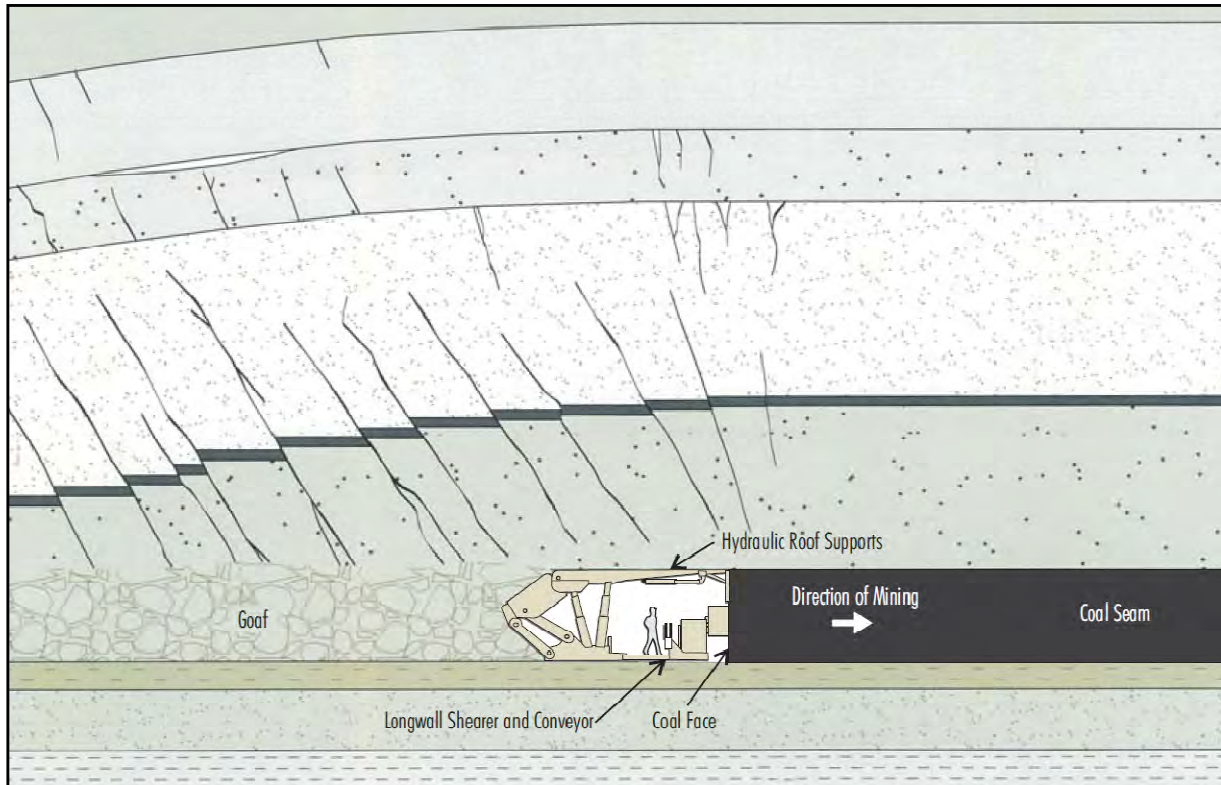 Hydraulic Roof Supports
Direction of Mining
Coal Seam
Goaf
Longwall Shearer and Conveyor
Coal Face